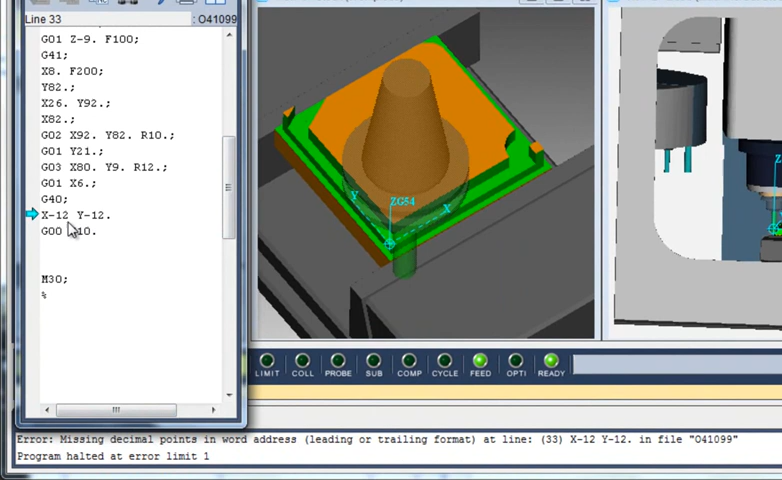 Line 33 : O41099
G01 Z-9. F100;
G41;
X8. F200;
Y82.;
X26. Y92.;
X82.;
G02 X92. Y82. R10.;
G01 Y21.;
G03 X80. Y9. R12.;
G01 X6.;
G40;
X-12 Y-12.
G00 10.
M30;
%
ZG54
Y
X
Z
LIMIT COLL PROBE SUB COMP CYCLE FEED OPTI READY
Error: Missing decimal points in word address (leading or trailing format) at line: (33) X-12 Y-12. in file "O41099"
Program halted at error limit 1